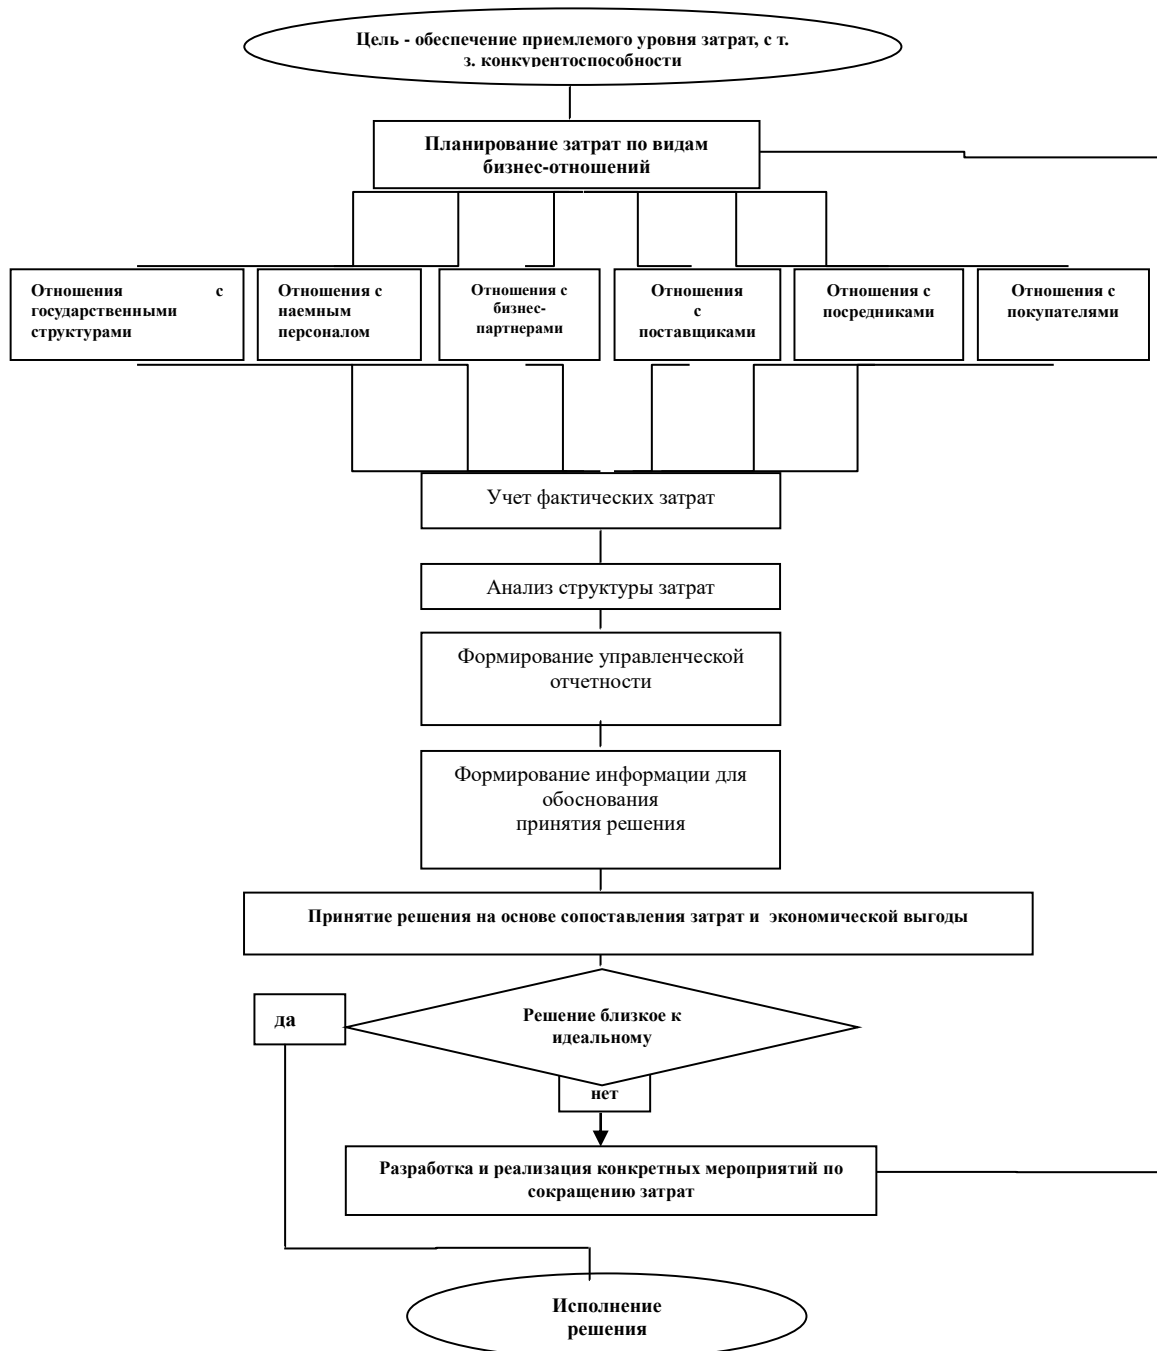 Цель - обеспечение приемлемого уровня затрат, с т.
з. конкурентоспособности
Планирование затрат по видам
бизнес-отношений
Отношения с
государственными
структурами
Отношения с
наемным
персоналом
Отношения с
бизнес-
партнерами
Отношения
с
поставщиками
Отношения с
посредниками
Отношения с
покупателями
Учет фактических затрат
Анализ структуры затрат
Формирование управленческой
отчетности
Формирование информации для
обоснования
принятия решения
Принятие решения на основе сопоставления затрат и экономической выгоды
да
Решение близкое к
идеальному
нет
Разработка и реализация конкретных мероприятий по
сокращению затрат
Исполнение
решения